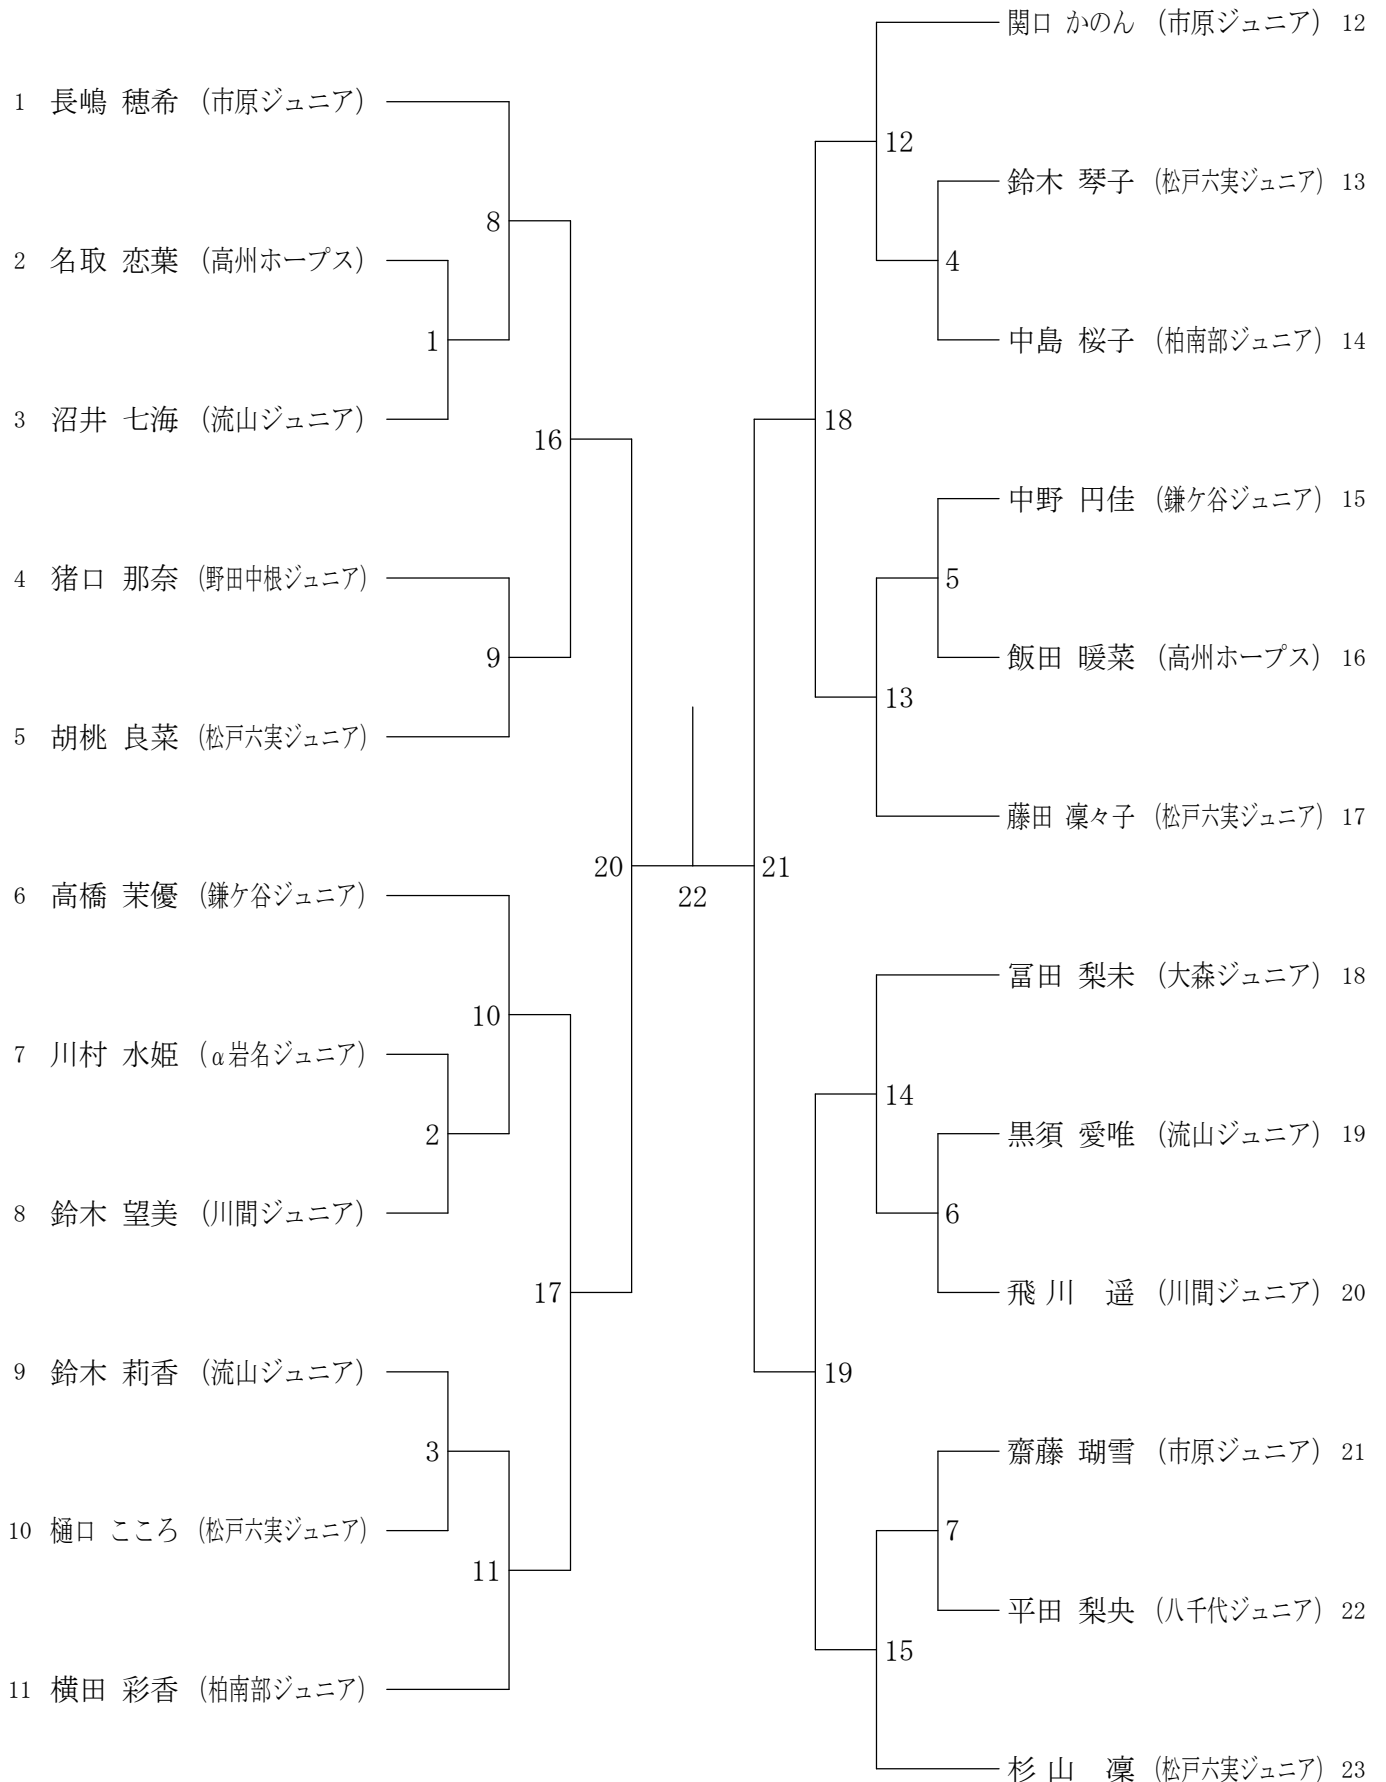 1 長嶋 穂希 (市原ジュニア)
2 名取 恋葉 (高州ホープス)
3 沼井 七海 (流山ジュニア)
4 猪口 那奈 (野田中根ジュニア)
5 胡桃 良菜 (松戸六実ジュニア)
6 高橋 茉優 (鎌ケ谷ジュニア)
7 川村 水姫 (α岩名ジュニア)
8 鈴木 望美 (川間ジュニア)
9 鈴木 莉香 (流山ジュニア)
10 樋口 こころ (松戸六実ジュニア)
11 横田 彩香 (柏南部ジュニア)
1
2
3
8
9
10
11
16
17
20
22
21
18
19
12
13
14
15
4
5
6
7
関口 かのん (市原ジュニア) 12
鈴木 琴子 (松戸六実ジュニア) 13
中島 桜子 (柏南部ジュニア) 14
中野 円佳 (鎌ケ谷ジュニア) 15
飯田 暖菜 (高州ホープス) 16
藤田 凜々子 (松戸六実ジュニア) 17
冨田 梨未 (大森ジュニア) 18
黒須 愛唯 (流山ジュニア) 19
飛川 遥 (川間ジュニア) 20
齋藤 瑚雪 (市原ジュニア) 21
平田 梨央 (八千代ジュニア) 22
杉山 凜 (松戸六実ジュニア) 23